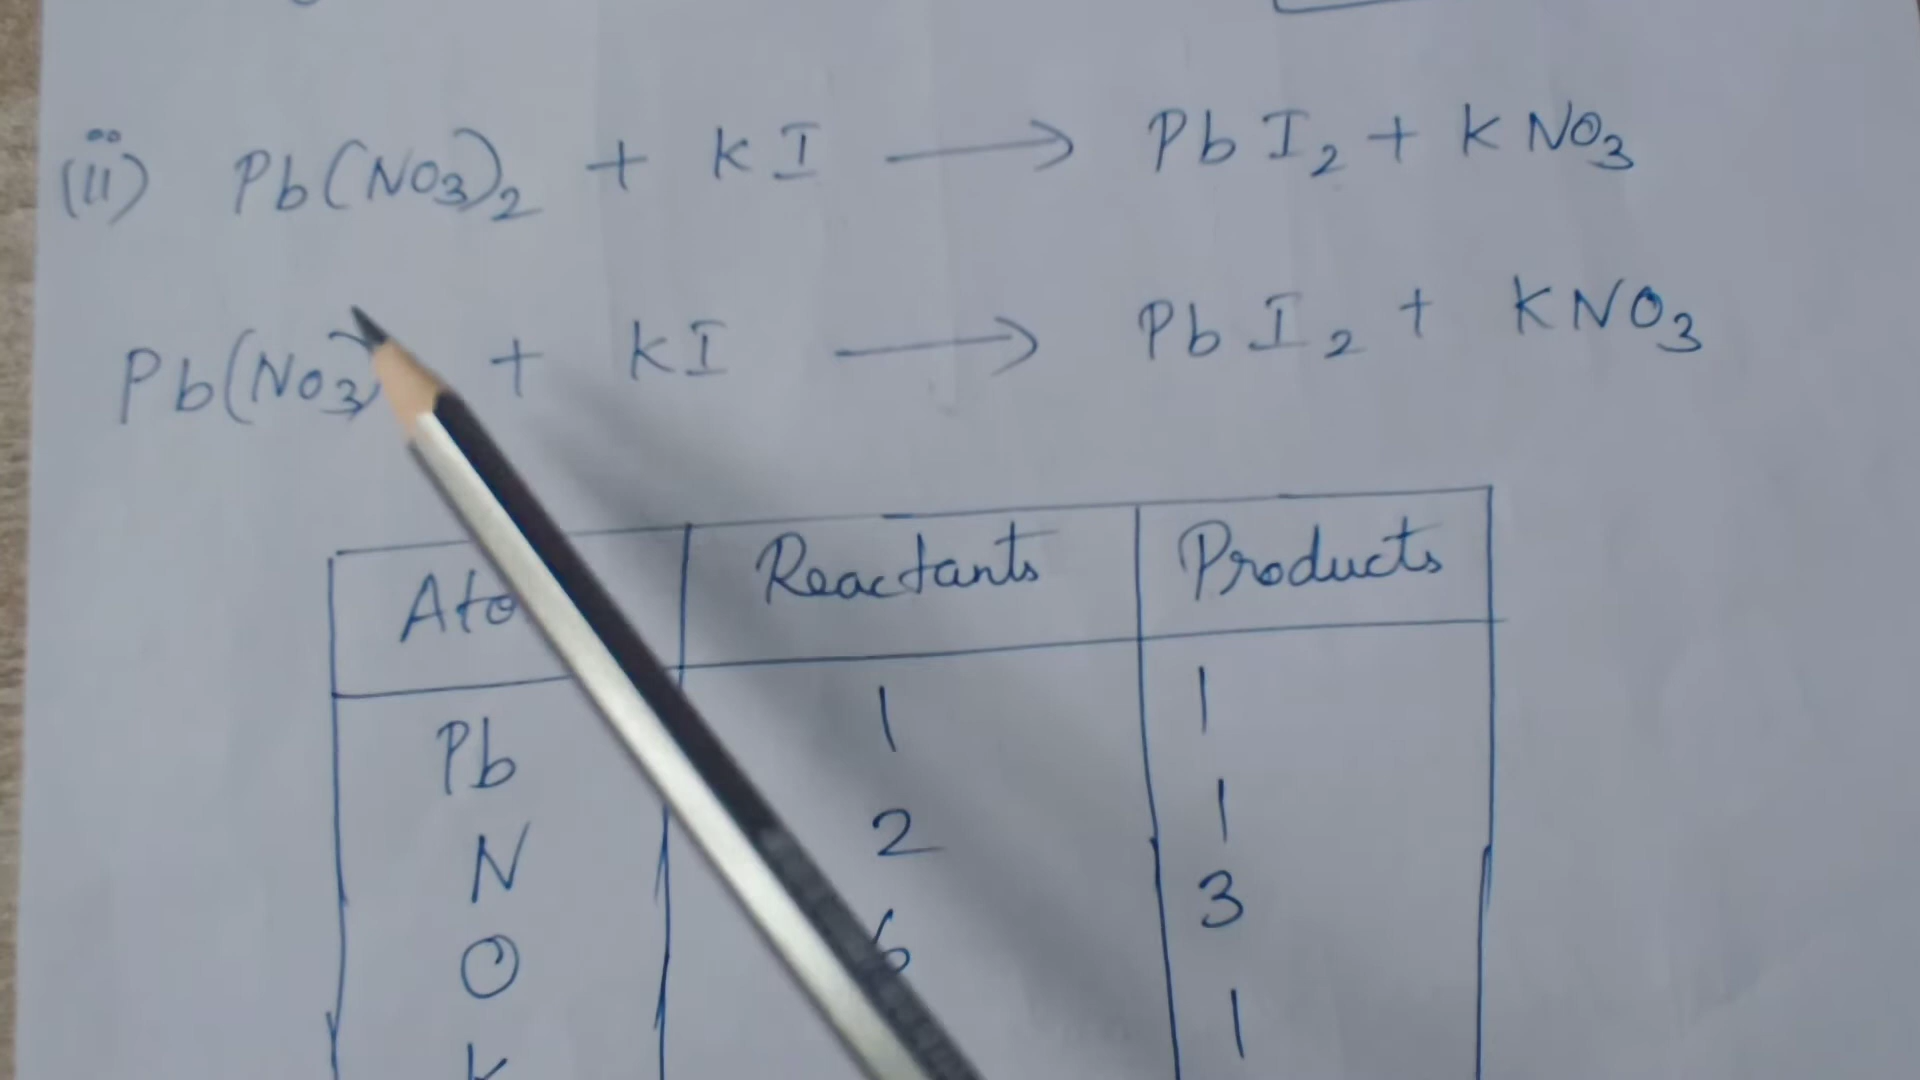 (ii) Pb(NO3)2 + KI → PbI2 + KNO3
Pb(NO3) + KI → PbI2 + KNO3
Reactants Products
Pb 1 1
N 2 1
O 6 3
1